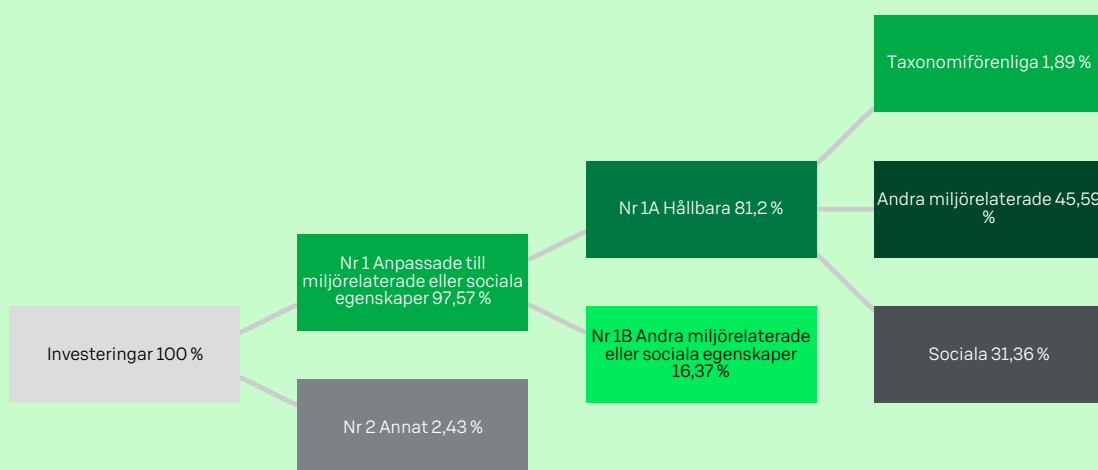 Taxonomiförenliga 1,89 %
Andra miljörelaterade 45,59
%
Nr 1A Hållbara 81,2 %
Nr 1 Anpassade till
miljörelaterade eller sociala
egenskaper 97,57 %
Nr 1B Andra miljörelaterade
eller sociala egenskaper
16,37 %
Investeringar 100 %
Sociala 31,36 %
Nr 2 Annat 2,43 %